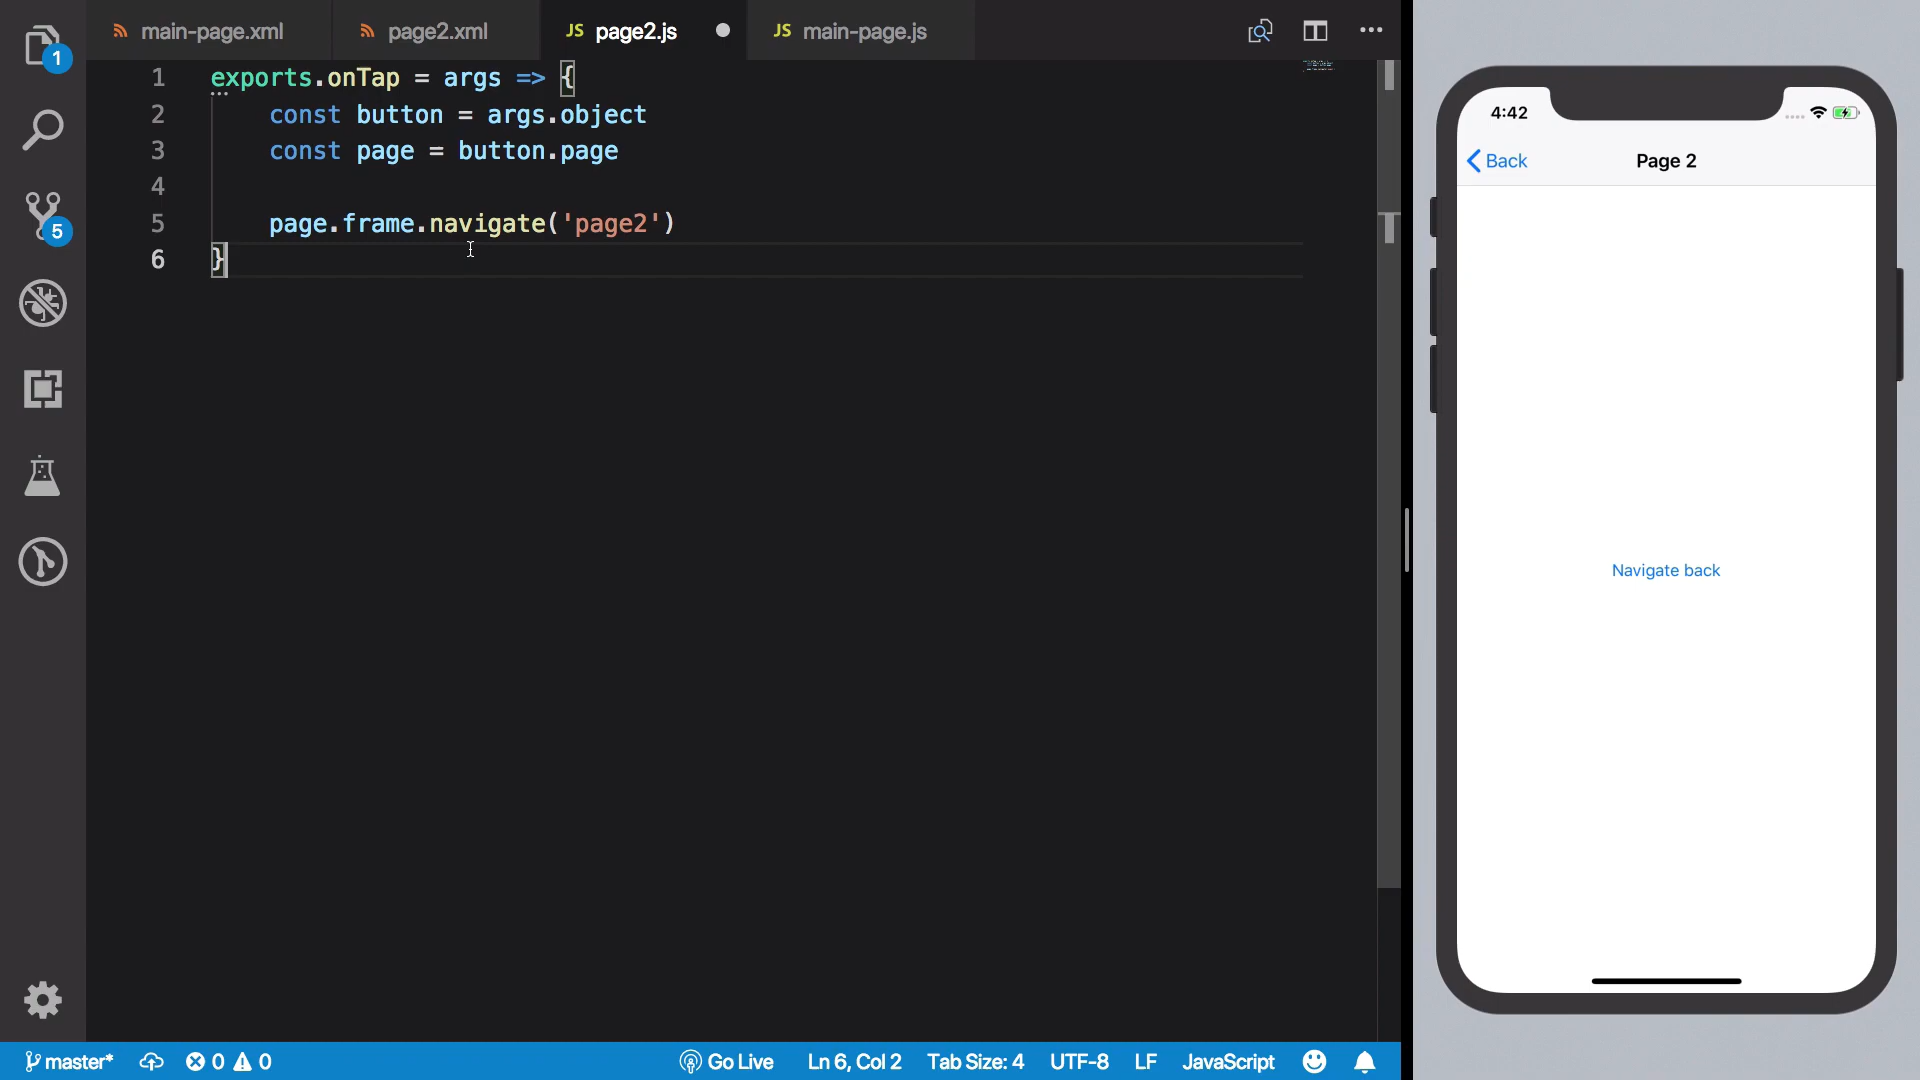 main-page.xml
page2.xml
JS page2.js
JS main-page.js
1
1 exports.onTap = args => {
2 const button = args.object
3 const page = button.page
4
5 page.frame.navigate('page2')
6 }
5
4:42
Back
Page 2
Navigate back
master*
0 0
Go Live
Ln 6, Col 2
Tab Size: 4
UTF-8
LF
JavaScript